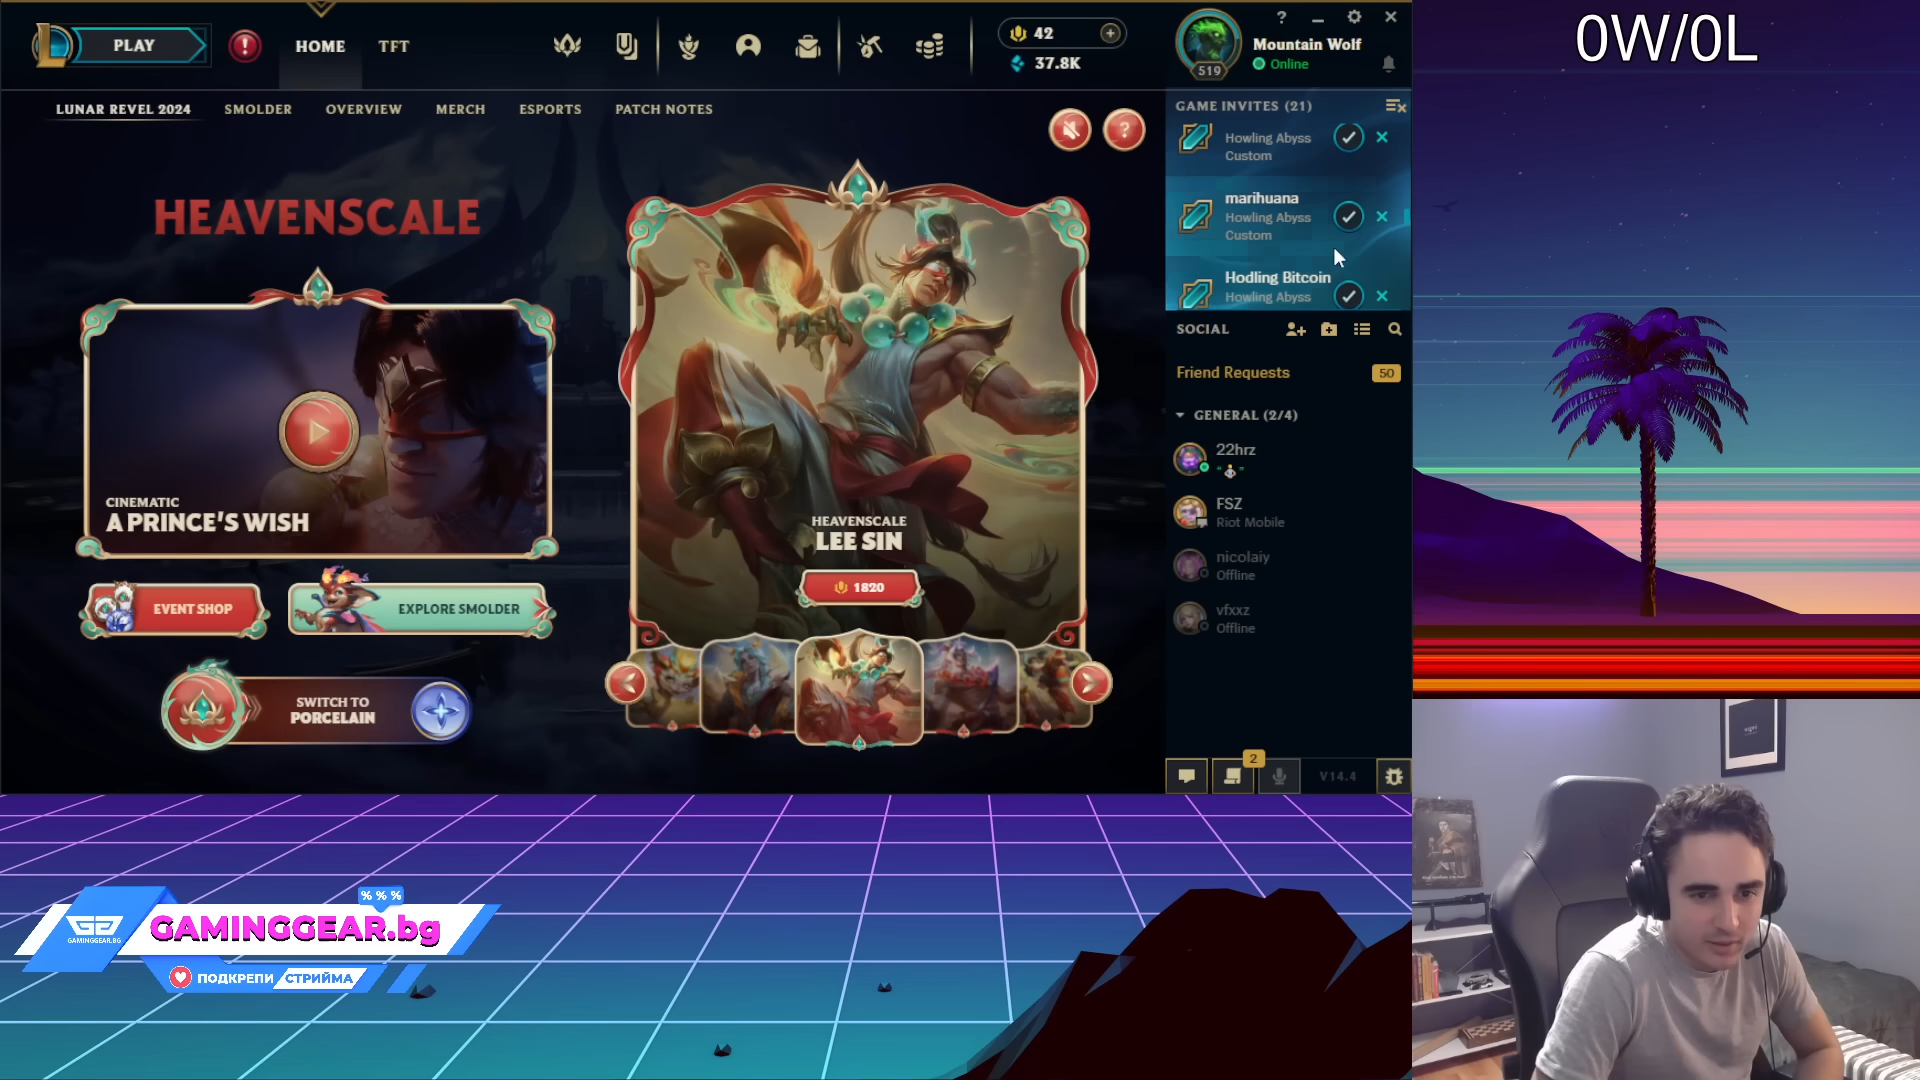 PLAY
HOME
TFT
42
37.8K
519
Mountain Wolf
Online
0W/0L
LUNAR REVEL 2024
SMOLDER
OVERVIEW
MERCH
ESPORTS
PATCH NOTES
GAME INVITES (21)
Howling Abyss
Custom
marihuana
Howling Abyss
Custom
Hodling Bitcoin
Howling Abyss
HEAVENSCALE
CINEMATIC
A PRINCE'S WISH
EVENT SHOP
EXPLORE SMOLDER
SWITCH TO
PORCELAIN
HEAVENSCALE
LEE SIN
1820
SOCIAL
Friend Requests
50
GENERAL (2/4)
22hrz
FSZ
Riot Mobile
nicolaiy
Offline
vfxxz
Offline
2
V14.4
% % %
GAMINGGEAR.BG
GAMINGGEAR.bg
ПОДКРЕПИ СТРИЙМА